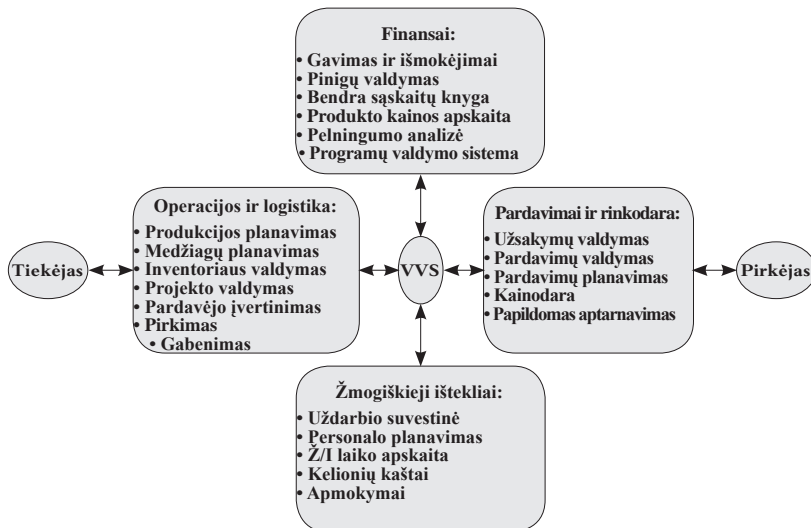 Finansai:
• Gavimas ir išmokėjimai
• Pinigų valdymas
• Bendra sąskaitų knyga
• Produkto kainos apskaita
• Pelningumo analizė
• Programų valdymo sistema
Operacijos ir logistika:
• Produkcijos planavimas
• Medžiagų planavimas
• Inventoriaus valdymas
• Projekto valdymas
• Pardavėjo įvertinimas
• Pirkimas
• Gabenimas
Pardavimai ir rinkodara:
• Užsakymų valdymas
• Pardavimų valdymas
• Pardavimų planavimas
• Kainodara
• Papildomas aptarnavimas
Tiekėjas
VVS
Pirkėjas
Žmogiškieji ištekliai:
• Uždarbio suvestinė
• Personalo planavimas
• Ž/I laiko apskaita
• Kelionių kaštai
• Apmokymai